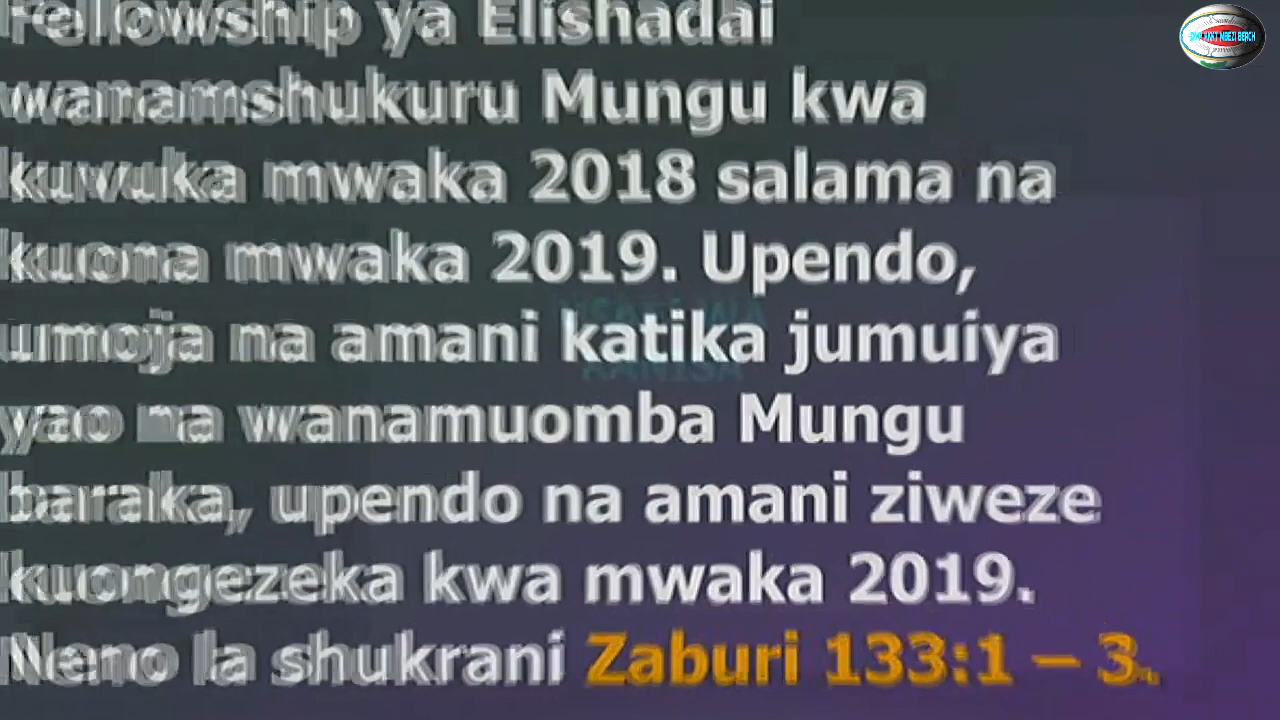 Fellowship ya Elishadai
wanamshukuru Mungu kwa
kuvuka mwaka 2018 salama na
kuona mwaka 2019. Upendo,
umoja na amani katika jumuiya
yao na wanamuomba Mungu
baraka, upendo na amani ziweze
kuongezeka kwa mwaka 2019.
Neno la shukrani Zaburi 133:1 – 3.
KANISA